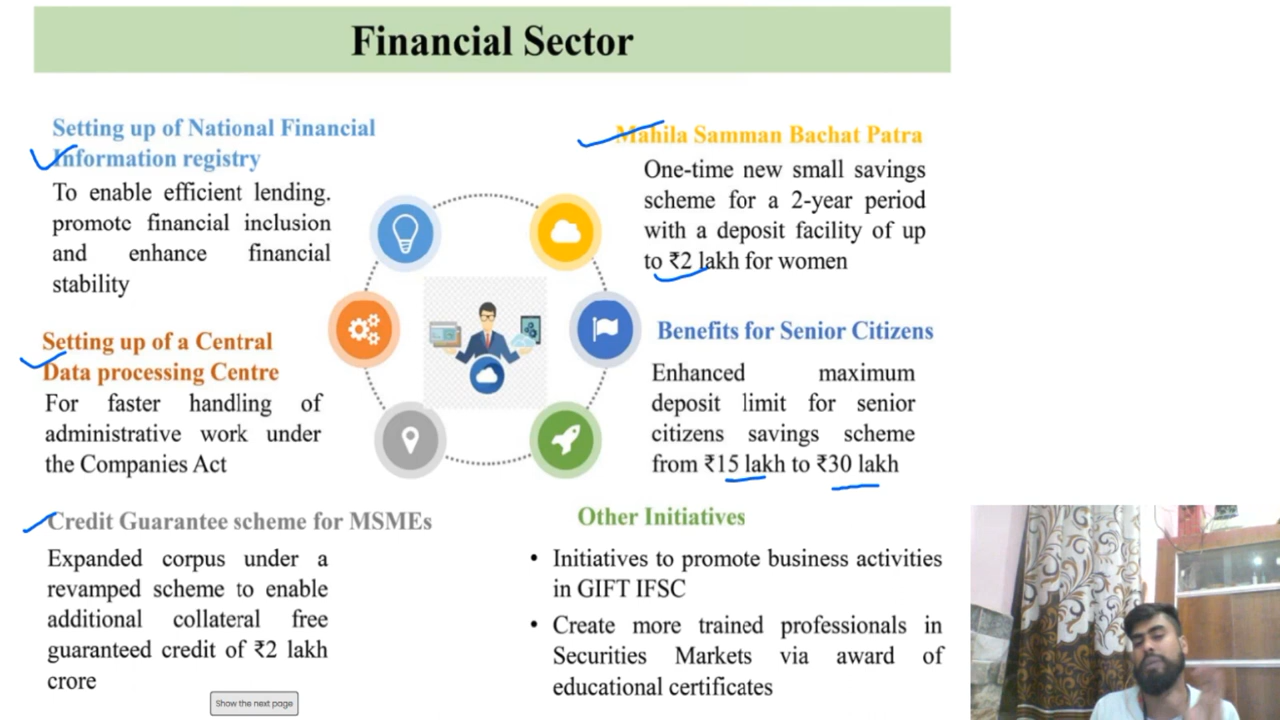 Financial Sector
Setting up of National Financial
Information registry
To enable efficient lending.
promote financial inclusion
and enhance financial
stability
Setting up of a Central
Data processing Centre
For faster handling of
administrative work under
the Companies Act
Credit Guarantee scheme for MSMEs
Expanded corpus under a
revamped scheme to enable
additional collateral free
guaranteed credit of ₹2 lakh
crore
Mahila Samman Bachat Patra
One-time new small savings
scheme for a 2-year period
with a deposit facility of up
to ₹2 lakh for women
Benefits for Senior Citizens
Enhanced maximum
deposit limit for senior
citizens savings scheme
from ₹15 lakh to ₹30 lakh
Other Initiatives
• Initiatives to promote business activities
in GIFT IFSC
• Create more trained professionals in
Securities Markets via award of
educational certificates
Show the next page